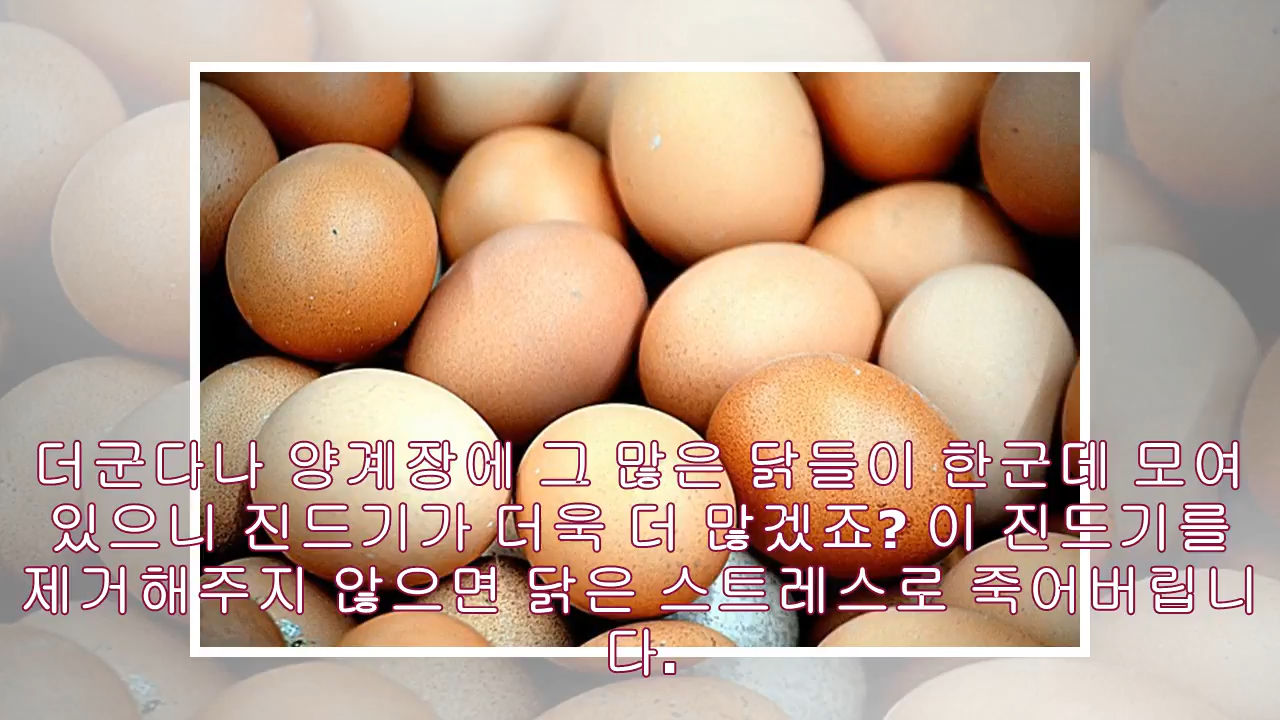 더군다나 양계장에 그 많은 닭들이 한군데 모여
있으니 진드기가 더욱 더 많겠죠? 이 진드기를
제거해주지 않으면 닭은 스트레스로 죽어버립니
다.